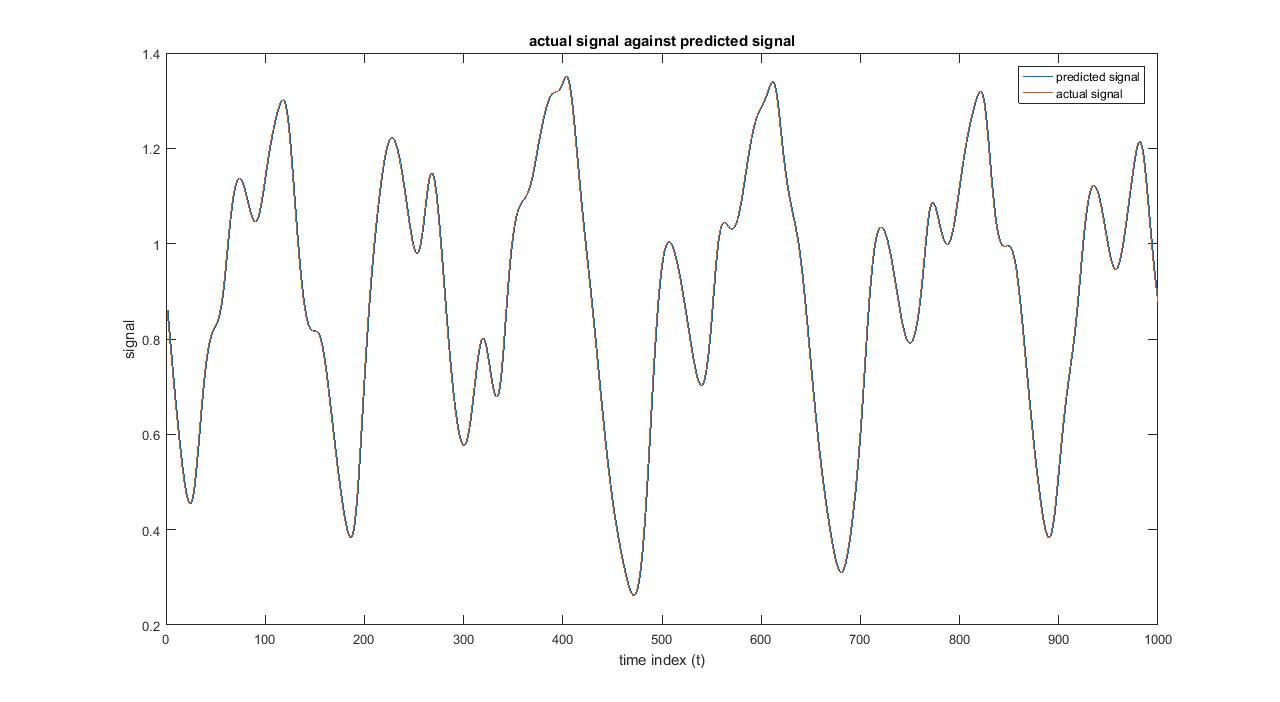 actual signal against predicted signal
1.4
1.2
1
0.8
0.6
0.4
0.2
signal
predicted signal
actual signal
0 100 200 300 400 500 600 700 800 900 1000
time index (t)